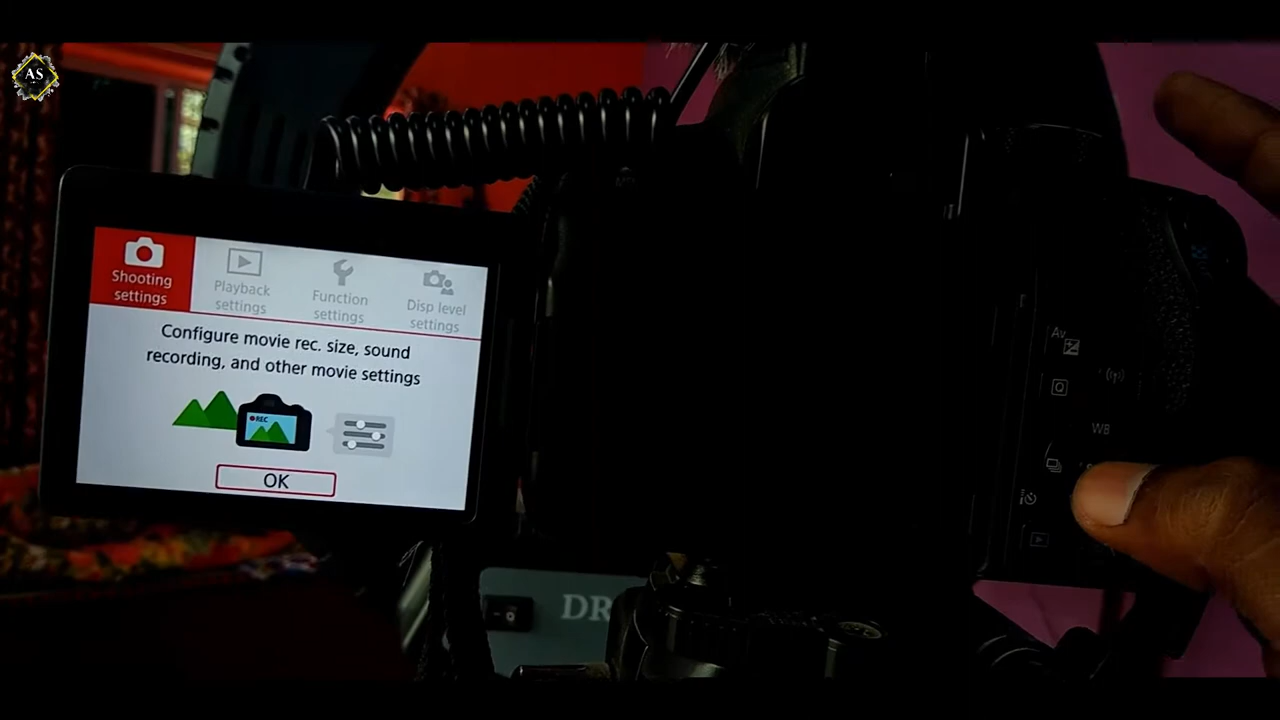 AS
Shooting
settings
Playback
settings
Function
settings
Disp level
settings
Configure movie rec. size, sound
recording, and other movie settings
REC
OK
Av
Q
WB
DR